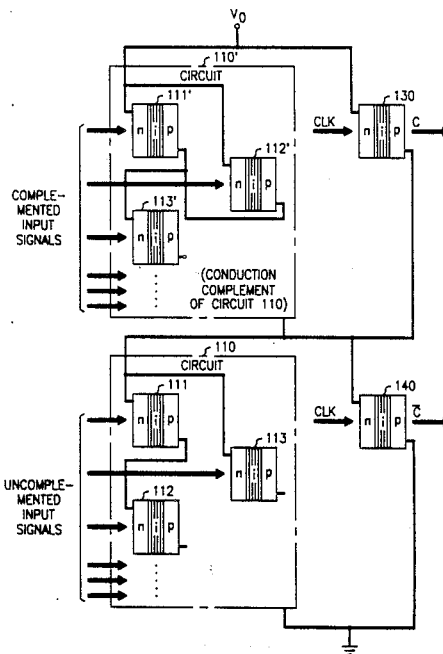 V0
110'
CIRCUIT
111'
n i p
CLK
130
n i p
C
112'
n i p
COMPLE-
MENTED
INPUT
SIGNALS
113'
n i p
(CONDUCTION
COMPLEMENT
OF CIRCUIT 110)
110
CIRCUIT
111
n i p
CLK
140
n i p
C̅
113
n i p
UNCOMPLE-
MENTED
INPUT
SIGNALS
112
n i p